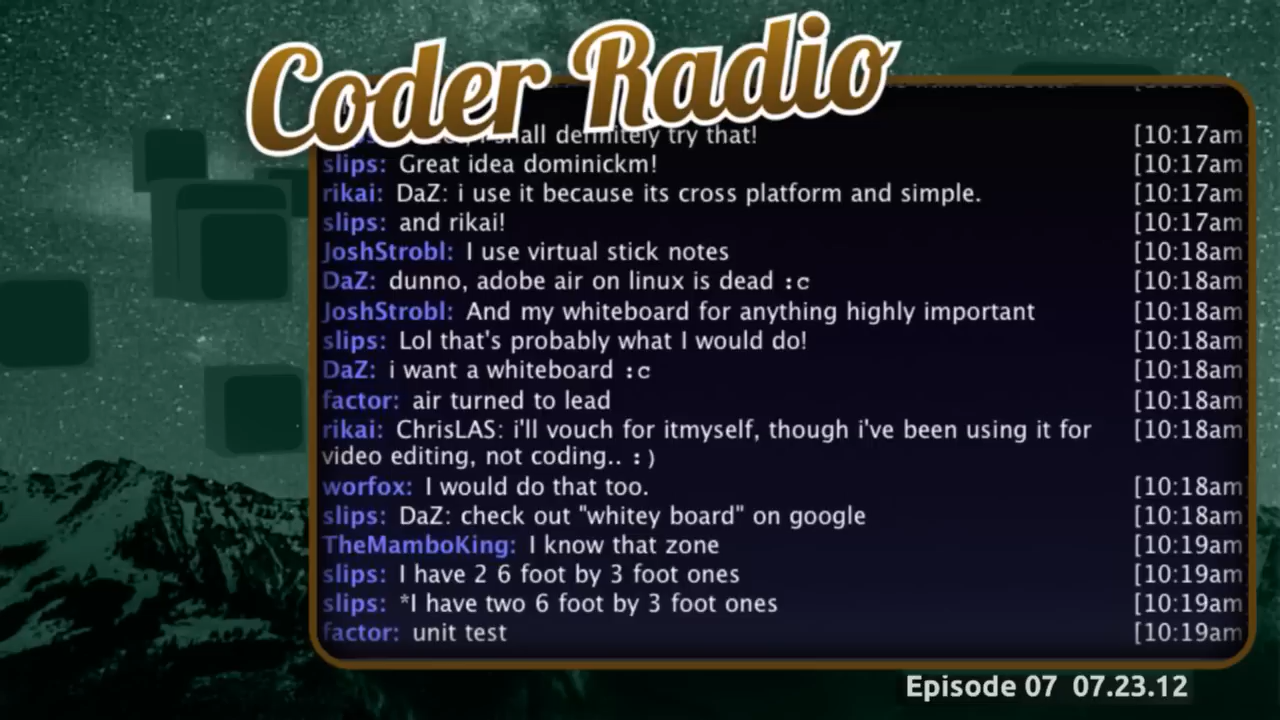 Coder Radio
shall definitely try that! [10:17am
slips: Great idea dominickm! [10:17am
rikai: DaZ: i use it because its cross platform and simple. [10:17am
slips: and rikai! [10:17am
JoshStrobl: I use virtual stick notes [10:18am
DaZ: dunno, adobe air on linux is dead :c [10:18am
JoshStrobl: And my whiteboard for anything highly important [10:18am
slips: Lol that's probably what I would do! [10:18am
DaZ: i want a whiteboard :c [10:18am
factor: air turned to lead [10:18am
rikai: ChrisLAS: i'll vouch for itmyself, though i've been using it for [10:18am
video editing, not coding.. :)
worfox: I would do that too. [10:18am
slips: DaZ: check out "whitey board" on google [10:18am
TheMamboKing: I know that zone [10:19am
slips: I have 2 6 foot by 3 foot ones [10:19am
slips: *I have two 6 foot by 3 foot ones [10:19am
factor: unit test [10:19am
Episode 07 07.23.12